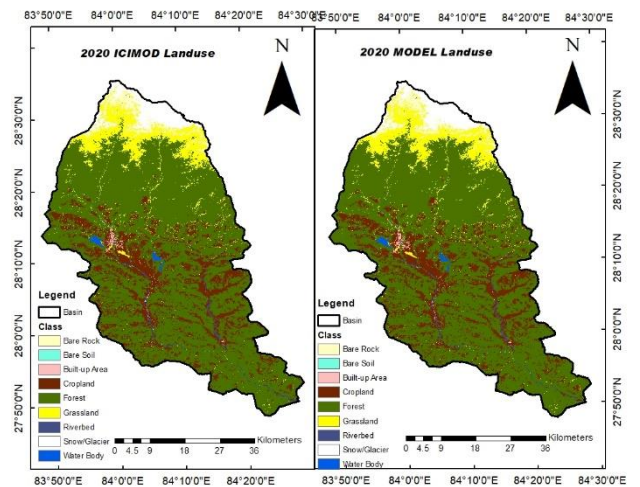 83°50'0"E 84°0'0"E 84°10'0"E 84°20'0"E 84°30'0"E
2020 ICIMOD Landuse
N
28°30'0"N
28°20'0"N
28°10'0"N
28°0'0"N
27°50'0"N
Legend
Basin
Class
Bare Rock
Bare Soil
Built-up Area
Cropland
Forest
Grassland
Riverbed
Snow/Glacier
Water Body
Kilometers
0 4.5 9 18 27 36
83°50'0"E 84°0'0"E 84°10'0"E 84°20'0"E
83°50'0"E 84°0'0"E 84°10'0"E 84°20'0"E 84°30'0"E
2020 MODEL Landuse
N
28°30'0"N
28°20'0"N
28°10'0"N
28°0'0"N
27°50'0"N
Legend
Basin
Class
Bare Rock
Bare Soil
Built-up Area
Cropland
Forest
Grassland
Riverbed
Snow/Glacier
Water Body
Kilometers
0 4.5 9 18 27 36
83°50'0"E 84°0'0"E 84°10'0"E 84°20'0"E 84°30'0"E